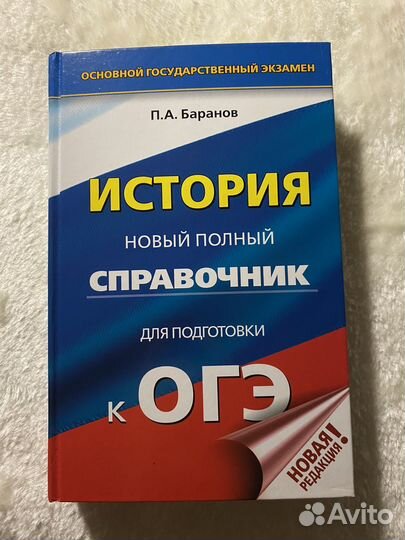 ОСНОВНОЙ ГОСУДАРСТВЕННЫЙ ЭКЗАМЕН
П.А. Баранов
ИСТОРИЯ
НОВЫЙ ПОЛНЫЙ
СПРАВОЧНИК
ДЛЯ ПОДГОТОВКИ
К ОГЭ
НОВАЯ
РЕДАКЦИЯ!
Avito